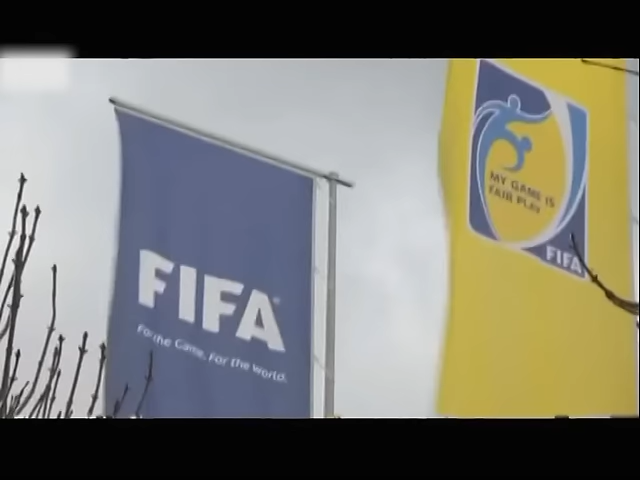 FIFA
For the Game. For the World.
MY GAME IS
FAIR PLAY
FIFA